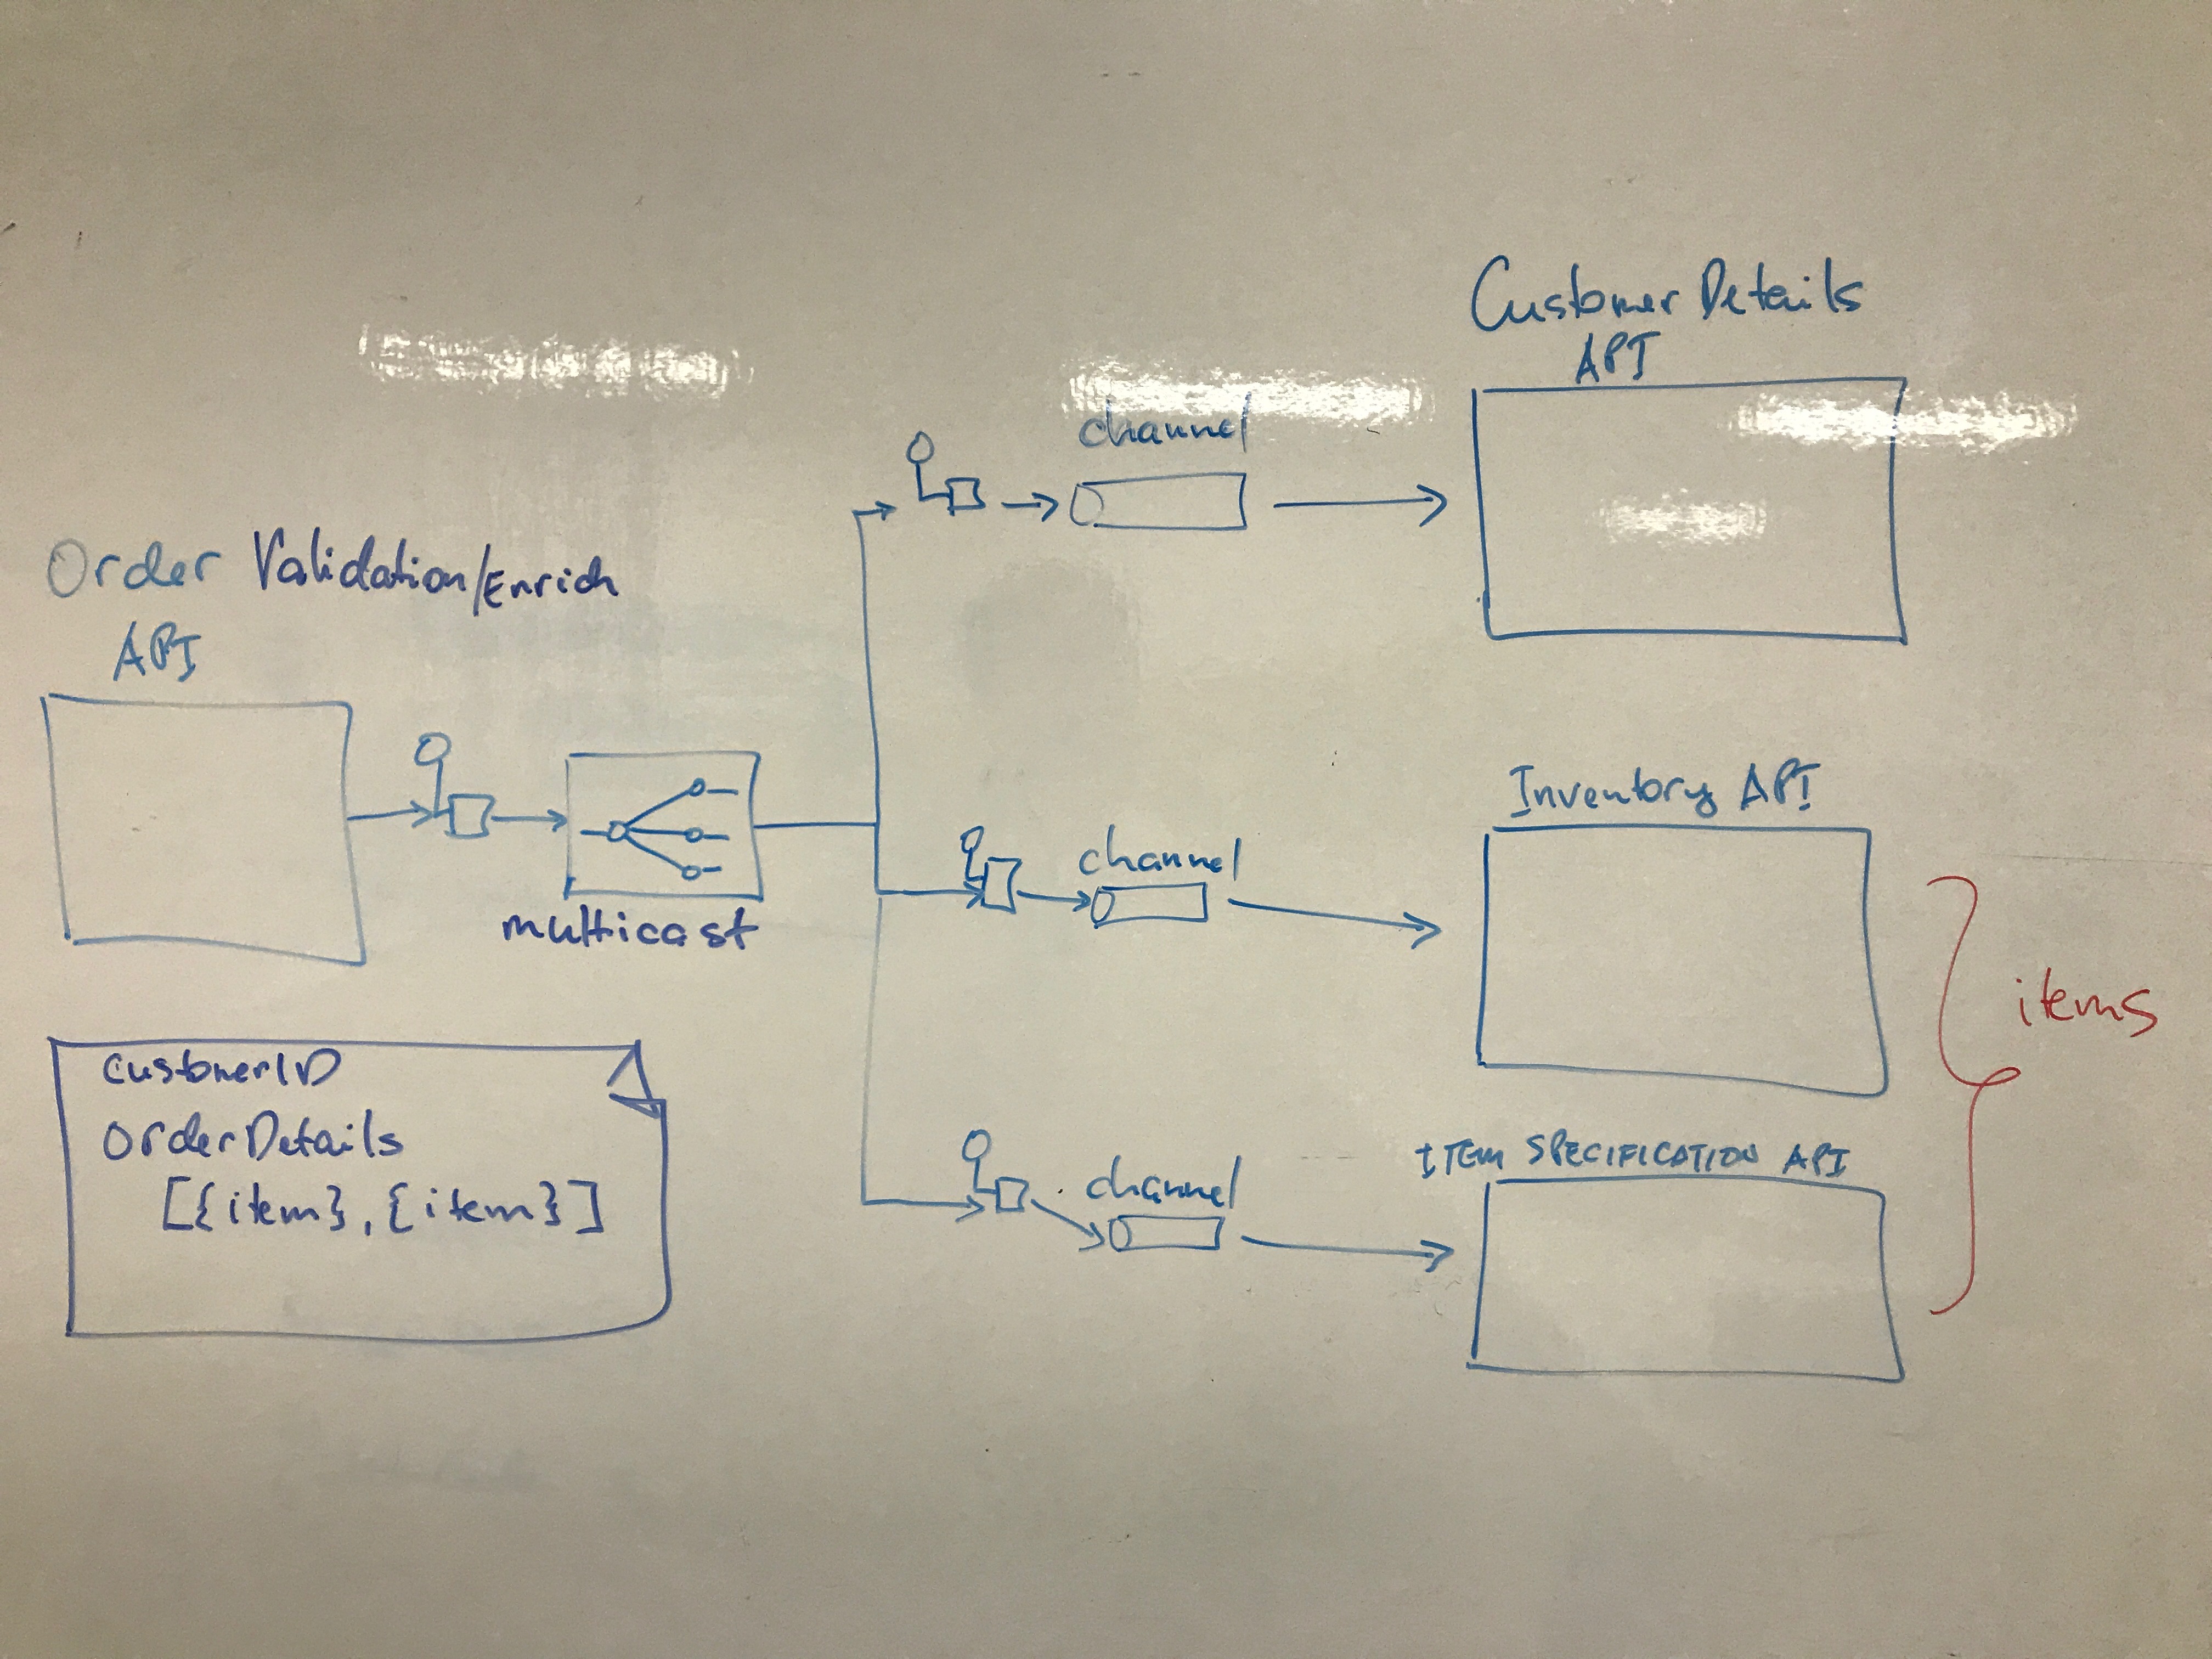 Customer Details
API
channel
Order Validation/Enrich
API
multicast
channel
Inventory API
items
customerID
OrderDetails
[{item}, {item}]
channel
ITEM SPECIFICATION API